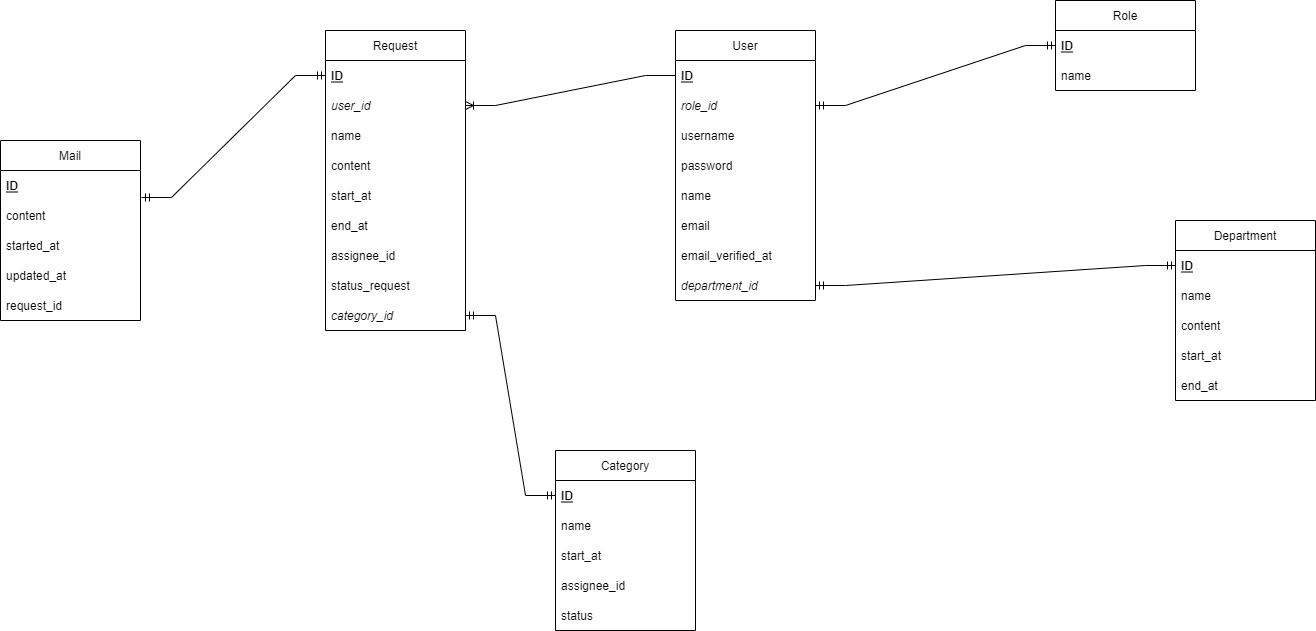 Role
ID
name
Request
ID
user_id
name
content
start_at
end_at
assignee_id
status_request
category_id
User
ID
role_id
username
password
name
email
email_verified_at
department_id
Mail
ID
content
started_at
updated_at
request_id
Department
ID
name
content
start_at
end_at
Category
ID
name
start_at
assignee_id
status